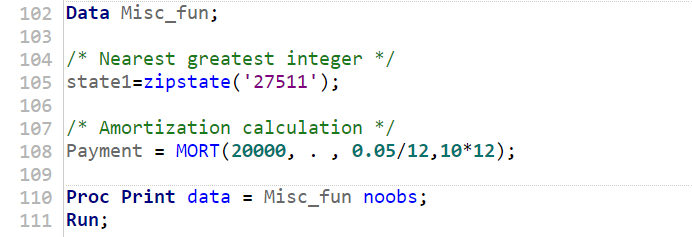 102 Data Misc_fun;
103
104 /* Nearest greatest integer */
105 state1=zipstate('27511');
106
107 /* Amortization calculation */
108 Payment = MORT(20000, . , 0.05/12,10*12);
109
110 Proc Print data = Misc_fun noobs;
111 Run;